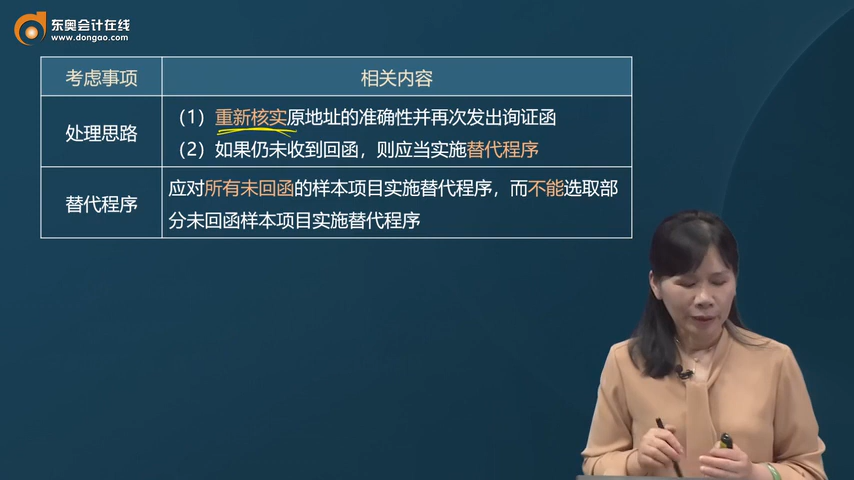 东奥会计在线
www.dongao.com
考虑事项
相关内容
处理思路
（1）重新核实原地址的准确性并再次发出询证函
（2）如果仍未收到回函，则应当实施替代程序
替代程序
应对所有未回函的样本项目实施替代程序，而不能选取部
分未回函样本项目实施替代程序